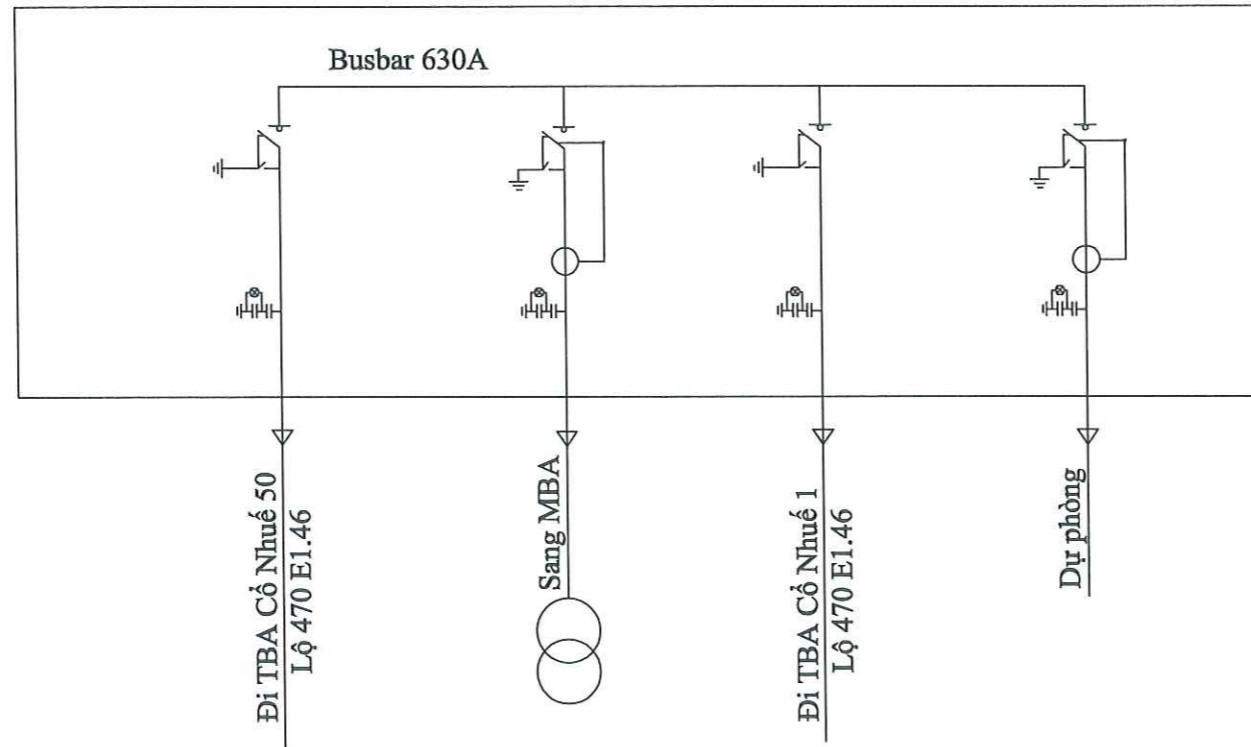 Busbar 630A
Đi TBA Cổ Nhuế 50
Lộ 470 E1.46
Sang MBA
Đi TBA Cổ Nhuế 1
Lộ 470 E1.46
Dự phòng